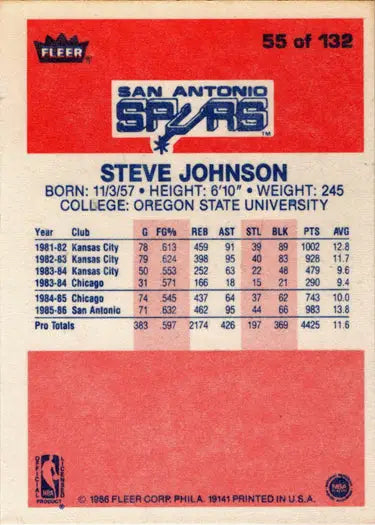 FLEER
55 of 132
SAN ANTONIO
SPURS
TM
STEVE JOHNSON
BORN: 11/3/57 • HEIGHT: 6'10" • WEIGHT: 245
COLLEGE: OREGON STATE UNIVERSITY
Year Club G FG% REB AST STL BLK PTS AVG
1981-82 Kansas City 78 .613 459 91 39 89 1002 12.8
1982-83 Kansas City 79 .624 398 95 40 83 928 11.7
1983-84 Kansas City 50 .553 252 63 22 48 479 9.6
1983-84 Chicago 31 .571 166 18 15 21 290 9.4
1984-85 Chicago 74 .545 437 64 37 62 743 10.0
1985-86 San Antonio 71 .632 462 95 44 66 983 13.8
Pro Totals 383 .597 2174 426 197 369 4425 11.6
OFFICIAL LICENSED
NBA
PRODUCT
© 1986 FLEER CORP. PHILA. 19141 PRINTED IN U.S.A.
NBA